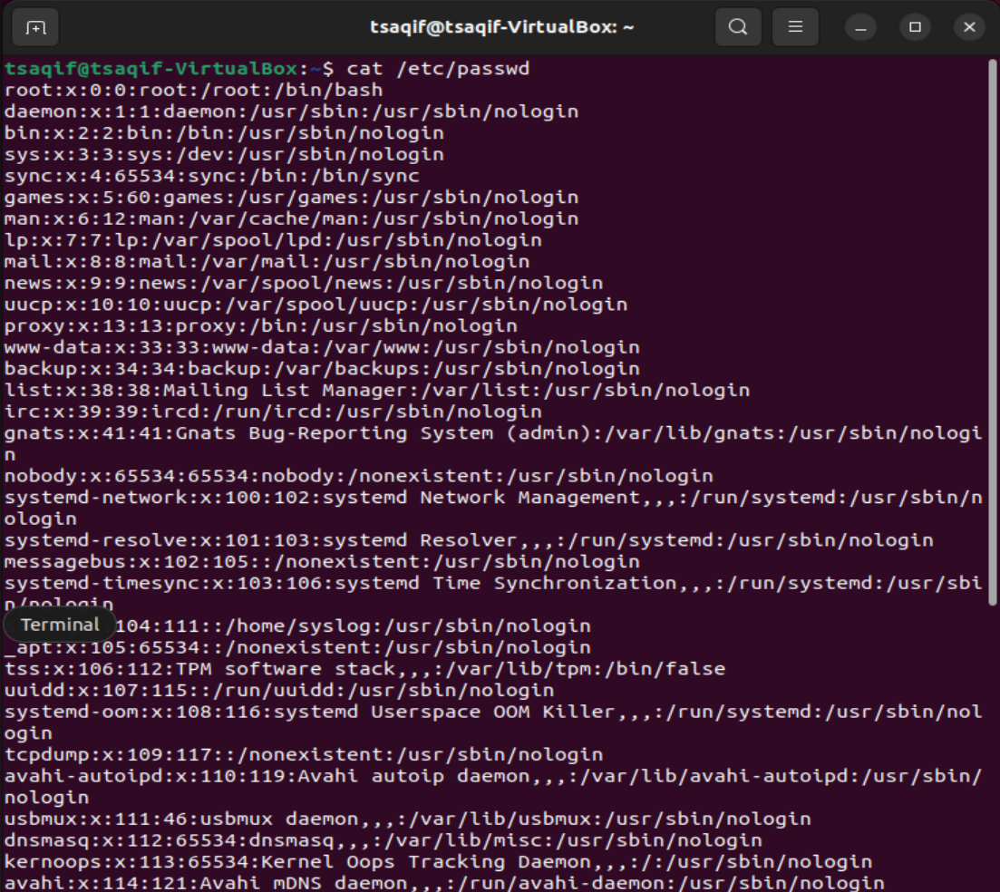 tsaqif@tsaqif-VirtualBox: ~
tsaqif@tsaqif-VirtualBox:~$ cat /etc/passwd
root:x:0:0:root:/root:/bin/bash
daemon:x:1:1:daemon:/usr/sbin:/usr/sbin/nologin
bin:x:2:2:bin:/bin:/usr/sbin/nologin
sys:x:3:3:sys:/dev:/usr/sbin/nologin
sync:x:4:65534:sync:/bin:/bin/sync
games:x:5:60:games:/usr/games:/usr/sbin/nologin
man:x:6:12:man:/var/cache/man:/usr/sbin/nologin
lp:x:7:7:lp:/var/spool/lpd:/usr/sbin/nologin
mail:x:8:8:mail:/var/mail:/usr/sbin/nologin
news:x:9:9:news:/var/spool/news:/usr/sbin/nologin
uucp:x:10:10:uucp:/var/spool/uucp:/usr/sbin/nologin
proxy:x:13:13:proxy:/bin:/usr/sbin/nologin
www-data:x:33:33:www-data:/var/www:/usr/sbin/nologin
backup:x:34:34:backup:/var/backups:/usr/sbin/nologin
list:x:38:38:Mailing List Manager:/var/list:/usr/sbin/nologin
irc:x:39:39:ircd:/run/ircd:/usr/sbin/nologin
gnats:x:41:41:Gnats Bug-Reporting System (admin):/var/lib/gnats:/usr/sbin/nologi
n
nobody:x:65534:65534:nobody:/nonexistent:/usr/sbin/nologin
systemd-network:x:100:102:systemd Network Management,,,:/run/systemd:/usr/sbin/n
ologin
systemd-resolve:x:101:103:systemd Resolver,,,:/run/systemd:/usr/sbin/nologin
messagebus:x:102:105::/nonexistent:/usr/sbin/nologin
systemd-timesync:x:103:106:systemd Time Synchronization,,,:/run/systemd:/usr/sbi
n/nologin
Terminal 104:111::/home/syslog:/usr/sbin/nologin
_apt:x:105:65534::/nonexistent:/usr/sbin/nologin
tss:x:106:112:TPM software stack,,,:/var/lib/tpm:/bin/false
uuidd:x:107:115::/run/uuidd:/usr/sbin/nologin
systemd-oom:x:108:116:systemd Userspace OOM Killer,,,:/run/systemd:/usr/sbin/nol
ogin
tcpdump:x:109:117::/nonexistent:/usr/sbin/nologin
avahi-autoipd:x:110:119:Avahi autoip daemon,,,:/var/lib/avahi-autoipd:/usr/sbin/
nologin
usbmux:x:111:46:usbmux daemon,,,:/var/lib/usbmux:/usr/sbin/nologin
dnsmasq:x:112:65534:dnsmasq,,,:/var/lib/misc:/usr/sbin/nologin
kernoops:x:113:65534:Kernel Oops Tracking Daemon,,,:/:/usr/sbin/nologin
avahi:x:114:121:Avahi mDNS daemon,,,:/run/avahi-daemon:/usr/sbin/nologin